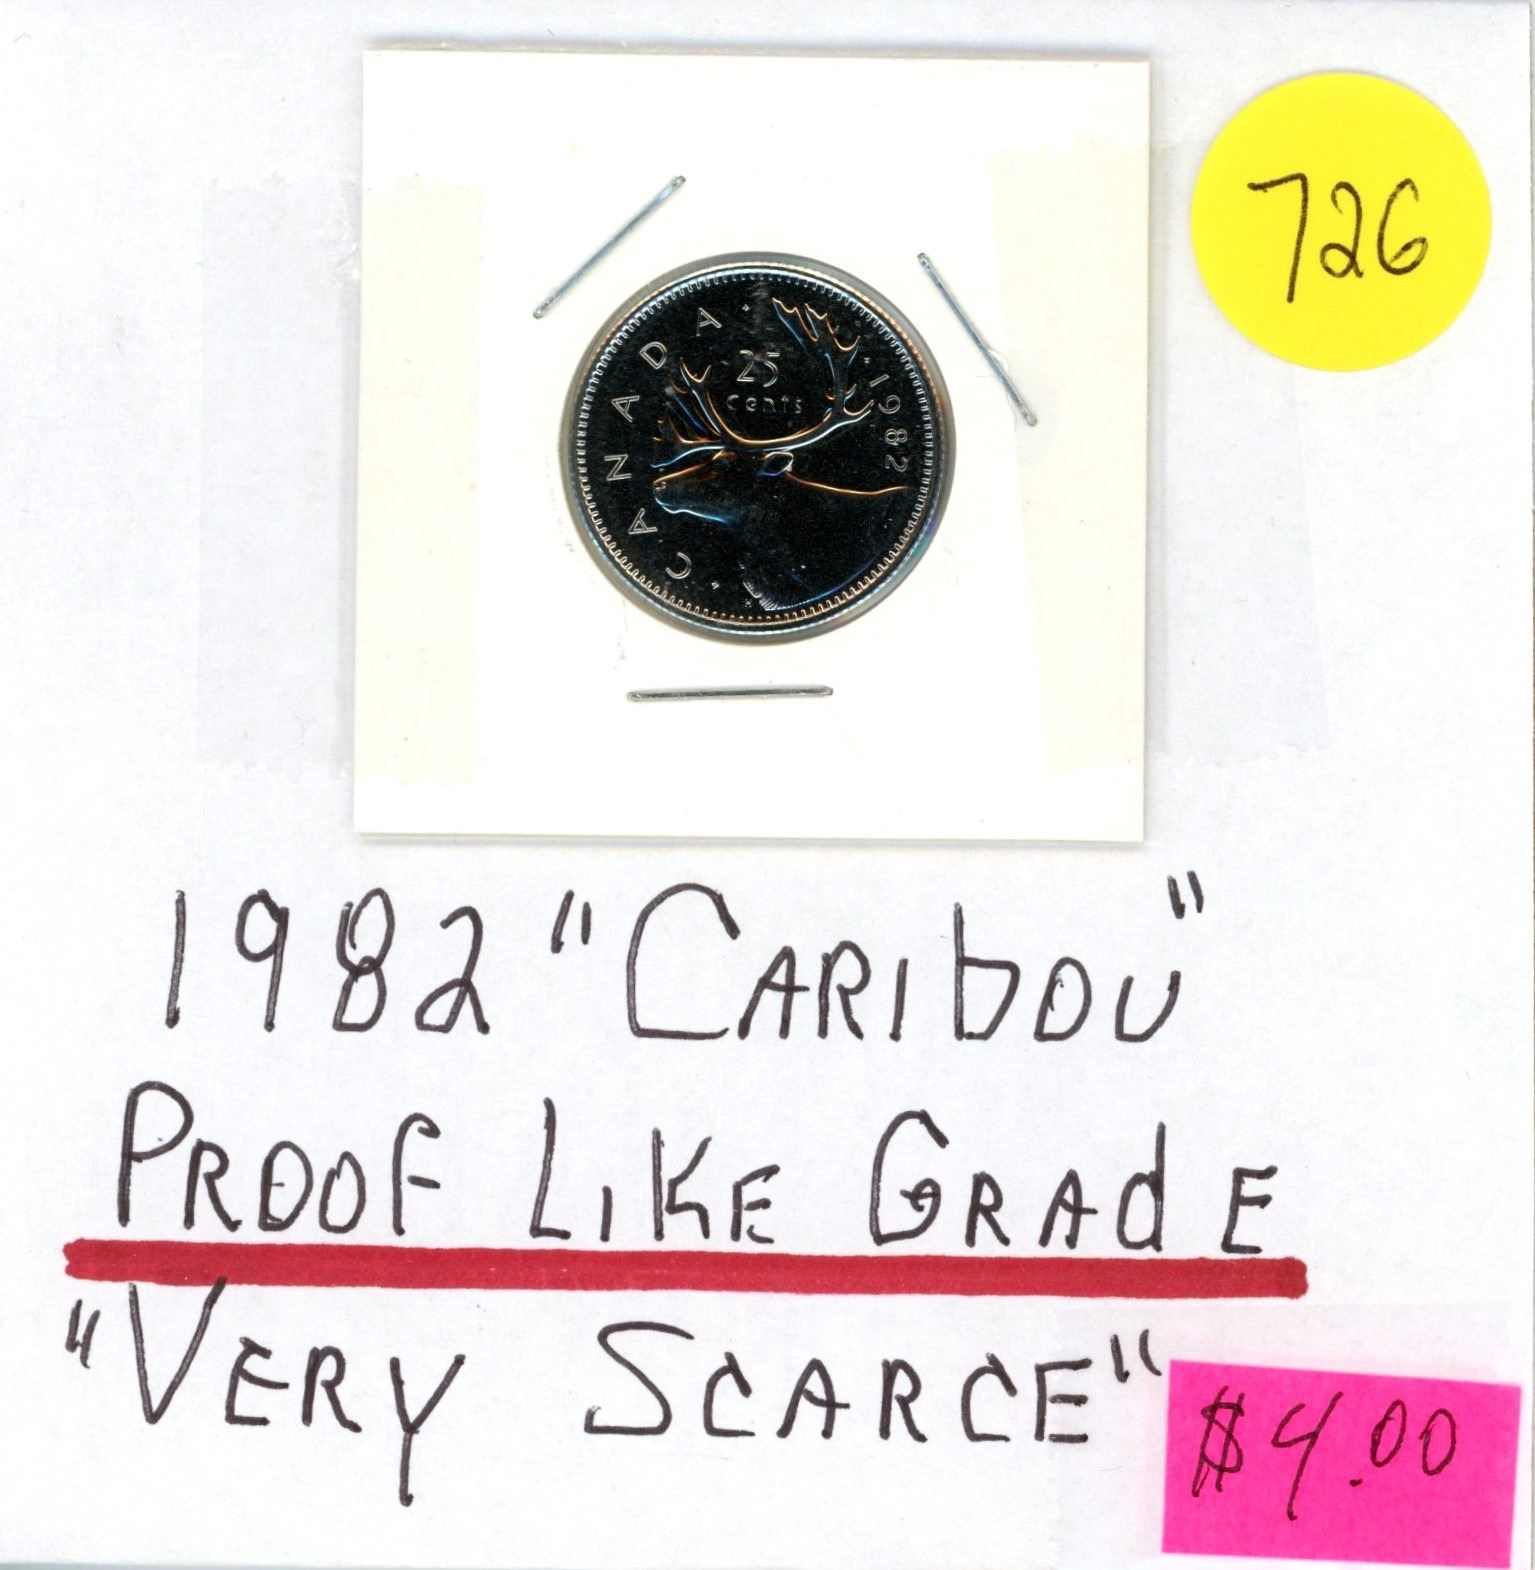 726
CANADA
25
cents
1982
H
1982 "CARIbOU"
PROOF LIKE GRAdE
"VERY SCARCE"
$4.00